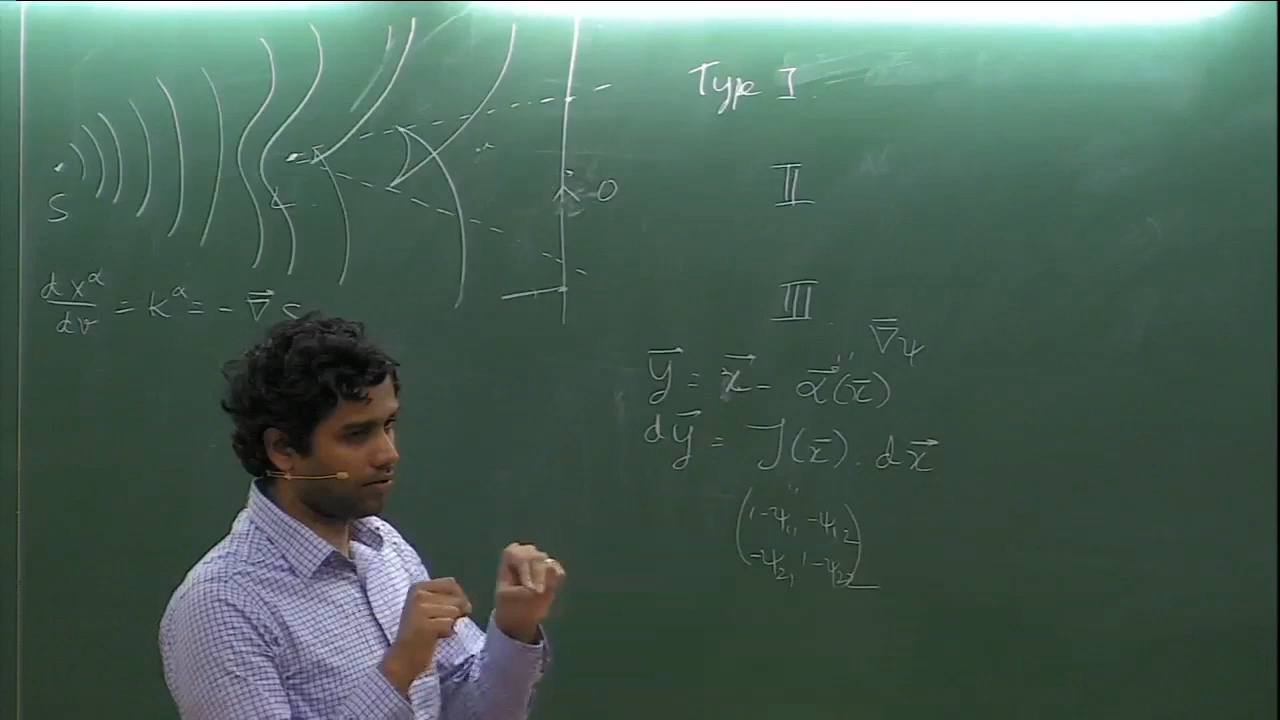 S
L
O
dx^α/dv = k^α = - ∇⃗ S
Type I
II
III
∇ψ
y⃗ = x⃗ - α⃗(x̄)
dy⃗ = J(x̄) . dx⃗
(1-ψ₁₁ -ψ₁₂
-ψ₂₁ 1-ψ₂₂)